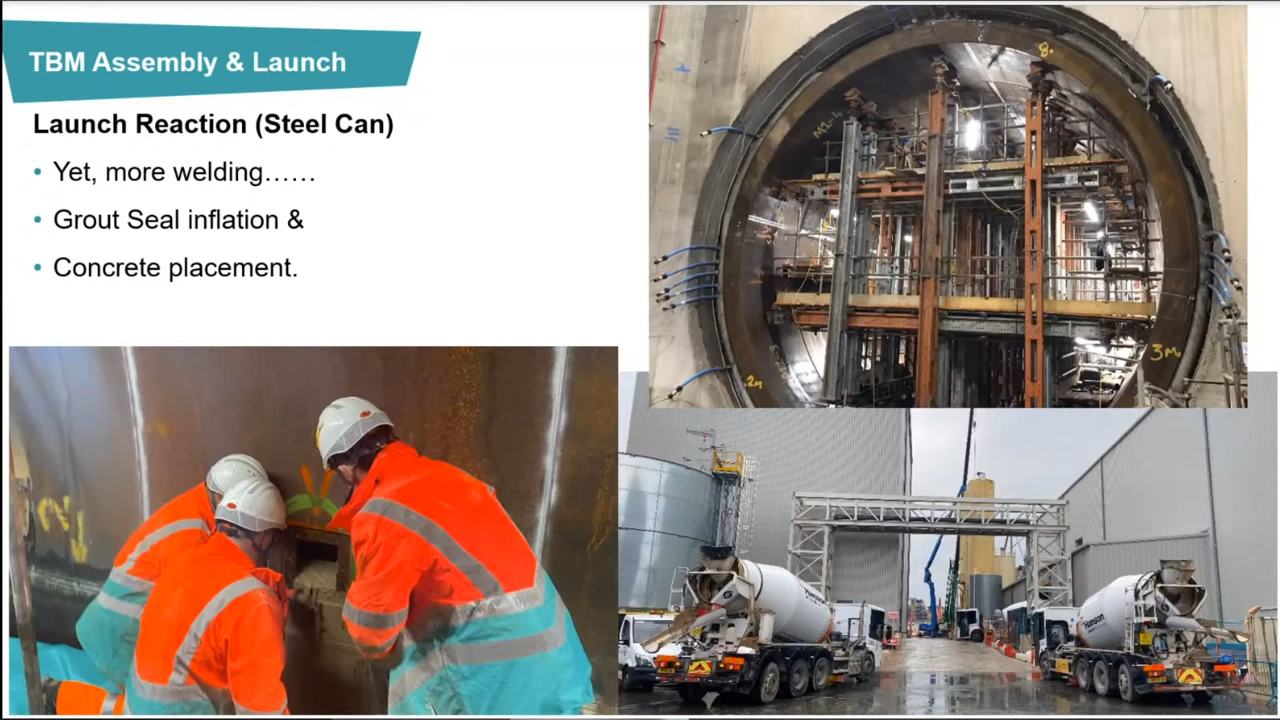 TBM Assembly & Launch
Launch Reaction (Steel Can)
• Yet, more welding……
• Grout Seal inflation &
• Concrete placement.
8.
3M
2M
Hanson